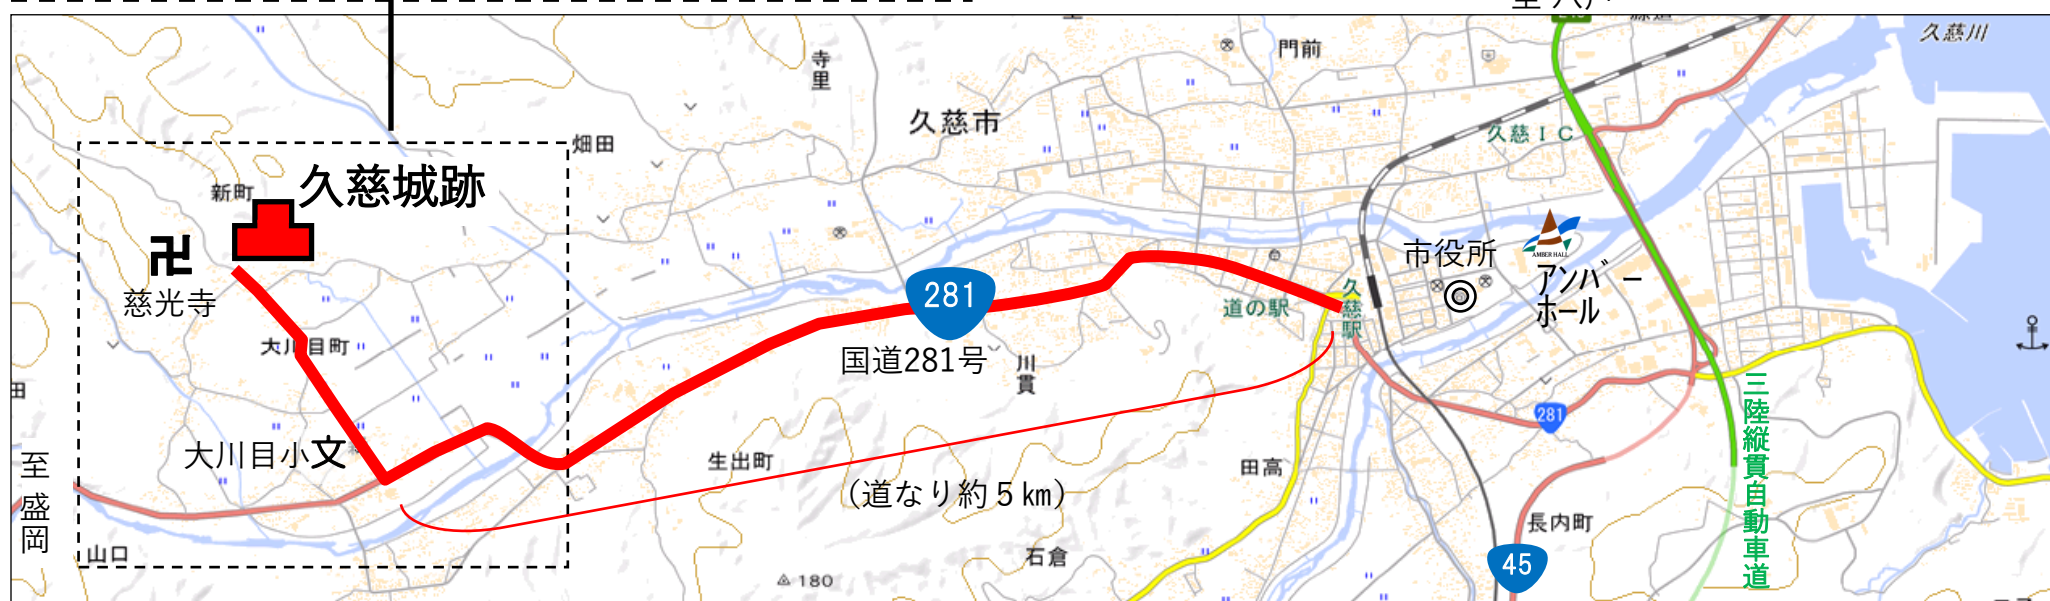 久慈川
門前
寺里
久慈市
久慈IC
畑田
久慈城跡
新町
市役所
AMBER HALL
アンバーホール
卍
慈光寺
281
道の駅
久慈駅
大川目町
国道281号
川貫
三陸縦貫自動車道
281
大川目小文
生出町
田高
至盛岡
(道なり約5㎞)
長内町
山口
石倉
45
180